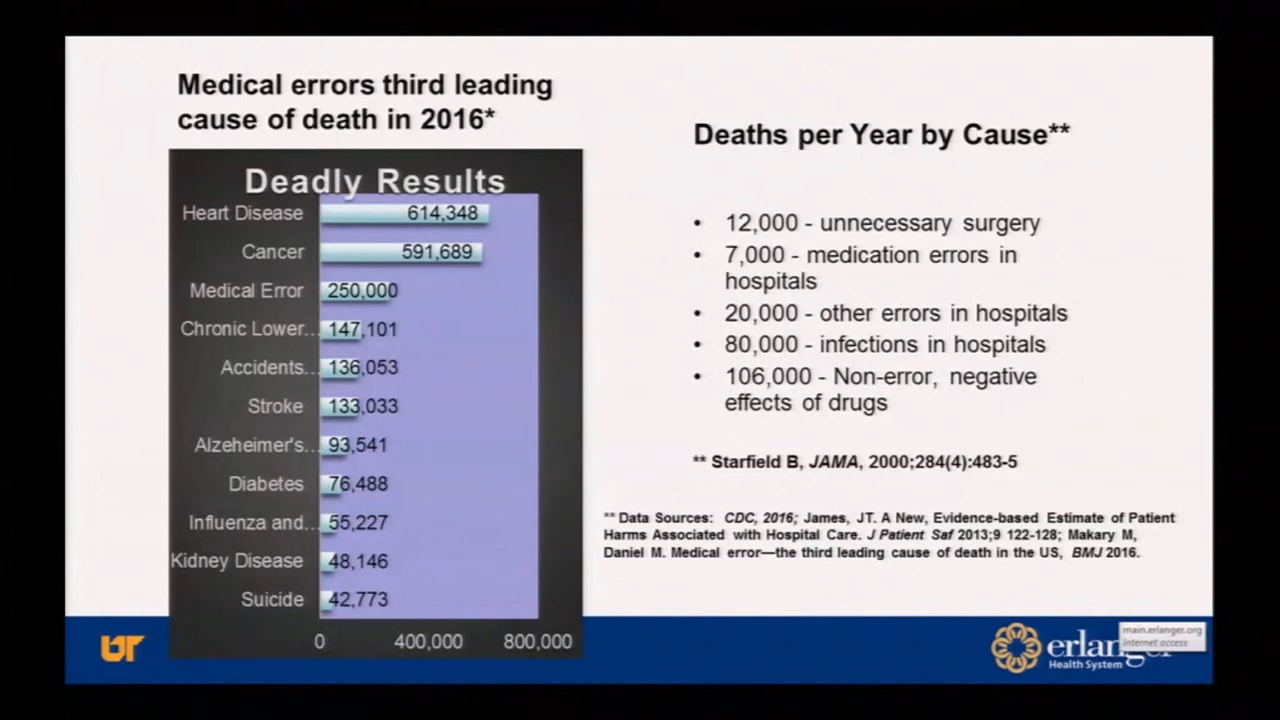 Medical errors third leading
cause of death in 2016*
Deadly Results
Heart Disease 614,348
Cancer 591,689
Medical Error 250,000
Chronic Lower... 147,101
Accidents... 136,053
Stroke 133,033
Alzeheimer's... 93,541
Diabetes 76,488
Influenza and... 55,227
Kidney Disease 48,146
Suicide 42,773
0 400,000 800,000
Deaths per Year by Cause**
• 12,000 - unnecessary surgery
• 7,000 - medication errors in
hospitals
• 20,000 - other errors in hospitals
• 80,000 - infections in hospitals
• 106,000 - Non-error, negative
effects of drugs
** Starfield B, JAMA, 2000;284(4):483-5
** Data Sources: CDC, 2016; James, JT. A New, Evidence-based Estimate of Patient
Harms Associated with Hospital Care. J Patient Saf 2013;9 122-128; Makary M,
Daniel M. Medical error—the third leading cause of death in the US, BMJ 2016.
UT
erlanger
Health System
main.erlanger.org
Internet access